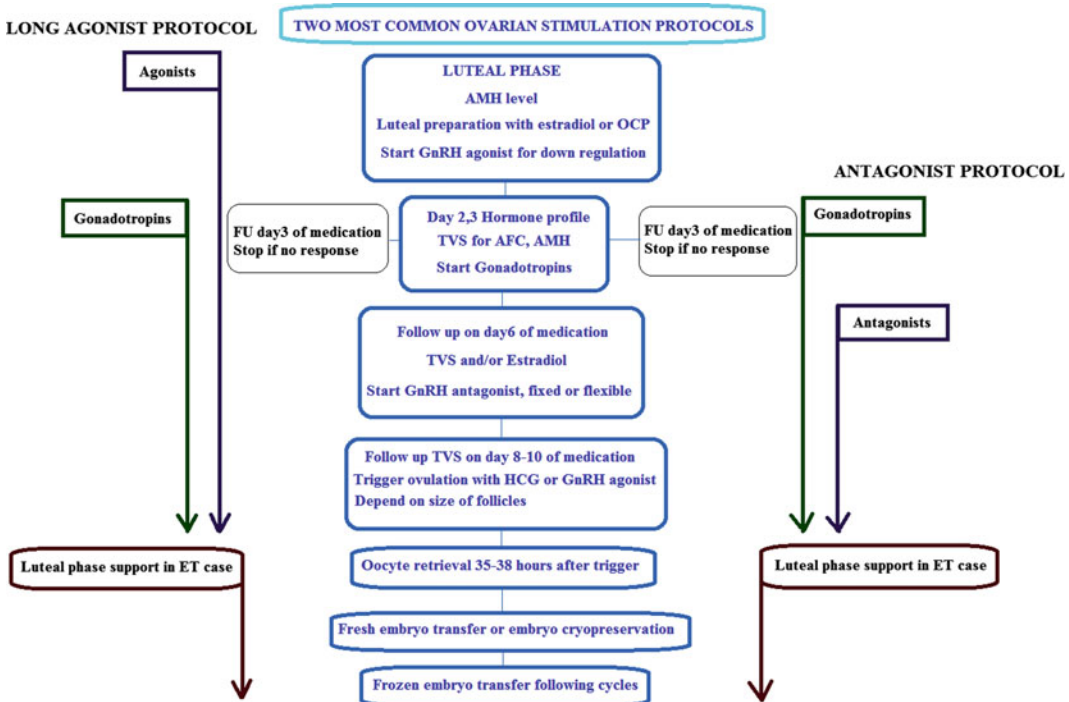 LONG AGONIST PROTOCOL
TWO MOST COMMON OVARIAN STIMULATION PROTOCOLS
Agonists
LUTEAL PHASE
AMH level
Luteal preparation with estradiol or OCP
Start GnRH agonist for down regulation
ANTAGONIST PROTOCOL
Gonadotropins
FU day3 of medication
Stop if no response
Day 2,3 Hormone profile
TVS for AFC, AMH
Start Gonadotropins
FU day3 of medication
Stop if no response
Gonadotropins
Antagonists
Follow up on day6 of medication
TVS and/or Estradiol
Start GnRH antagonist, fixed or flexible
Follow up TVS on day 8-10 of medication
Trigger ovulation with HCG or GnRH agonist
Depend on size of follicles
Luteal phase support in ET case
Oocyte retrieval 35-38 hours after trigger
Luteal phase support in ET case
Fresh embryo transfer or embryo cryopreservation
Frozen embryo transfer following cycles